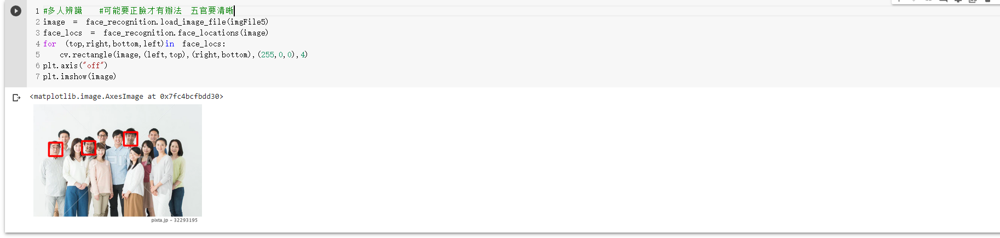 1 #多人辨識 #可能要正臉才有辦法 五官要清晰
2 image = face_recognition.load_image_file(imgFile5)
3 face_locs = face_recognition.face_locations(image)
4 for (top,right,bottom,left)in face_locs:
5 cv.rectangle(image,(left,top),(right,bottom),(255,0,0),4)
6 plt.axis("off")
7 plt.imshow(image)
<matplotlib.image.AxesImage at 0x7fc4bcfbdd30>
PIXTA
pixta.jp - 32293195